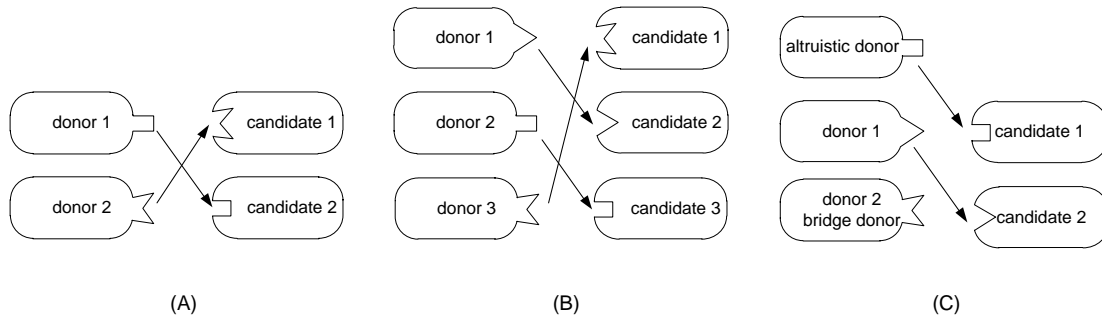 donor 1
candidate 1
donor 2
candidate 2
(A)
donor 1
candidate 1
donor 2
candidate 2
donor 3
candidate 3
(B)
altruistic donor
donor 1
candidate 1
donor 2
bridge donor
candidate 2
(C)